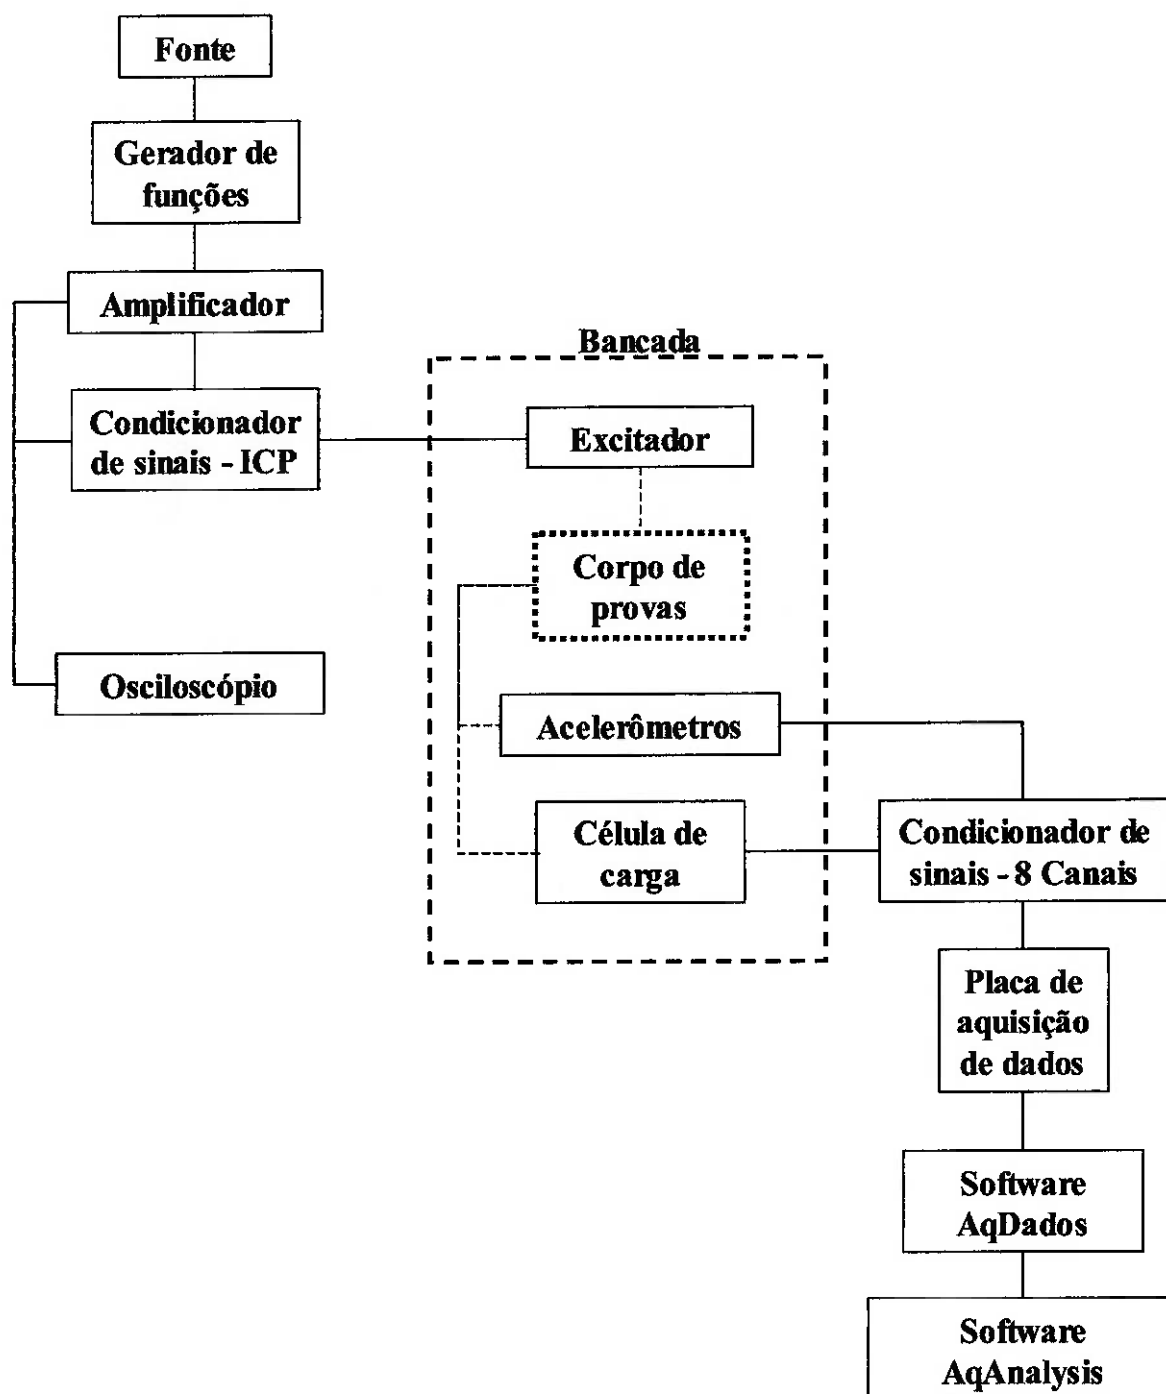 Fonte
Gerador de
funções
Amplificador
Condicionador
de sinais - ICP
Osciloscópio
Bancada
Excitador
Corpo de
provas
Acelerômetros
Célula de
carga
Condicionador de
sinais - 8 Canais
Placa de
aquisição
de dados
Software
AqDados
Software
AqAnalysis